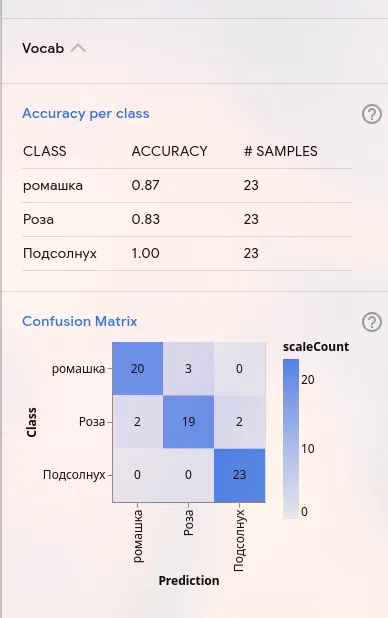 Vocab
Accuracy per class
CLASS ACCURACY # SAMPLES
ромашка 0.87 23
Роза 0.83 23
Подсолнух 1.00 23
Confusion Matrix
scaleCount
ромашка 20 3 0
20
Роза 2 19 2
10
Подсолнух 0 0 23
0
Class
ромашка Роза Подсолнух
Prediction